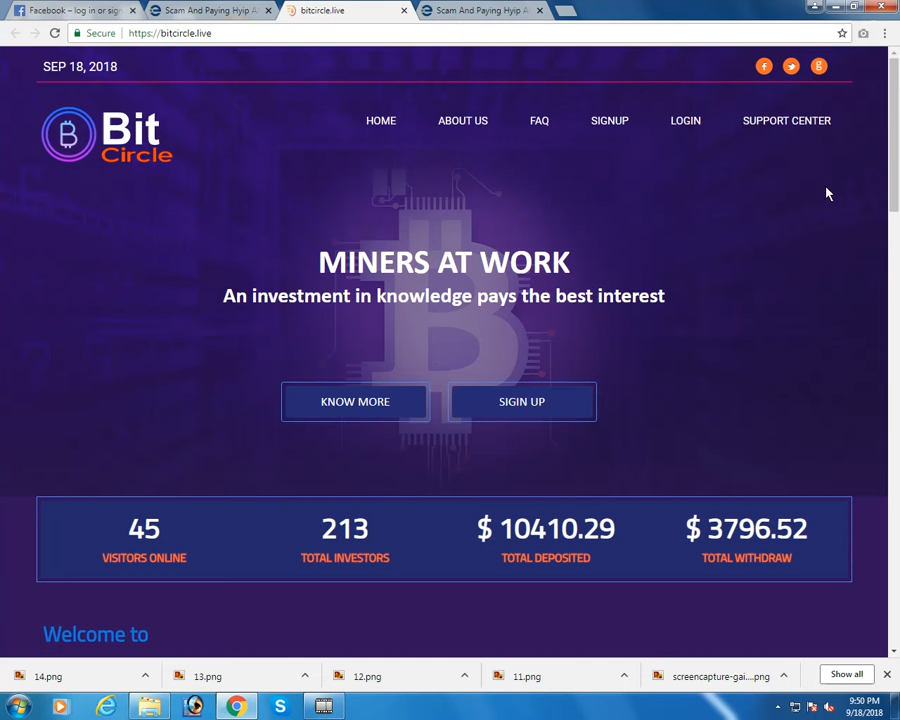 Facebook – log in or sig
Scam And Paying Hyip A
bitcircle.live
Scam And Paying Hyip A
Secure
https://bitcircle.live
SEP 18, 2018
f
g
Bit
Circle
HOME
ABOUT US
FAQ
SIGNUP
LOGIN
SUPPORT CENTER
MINERS AT WORK
An investment in knowledge pays the best interest
KNOW MORE
SIGIN UP
45
VISITORS ONLINE
213
TOTAL INVESTORS
$ 10410.29
TOTAL DEPOSITED
$ 3796.52
TOTAL WITHDRAW
Welcome to
14.png
13.png
12.png
11.png
screencapture-gai....png
Show all
9:50 PM
9/18/2018